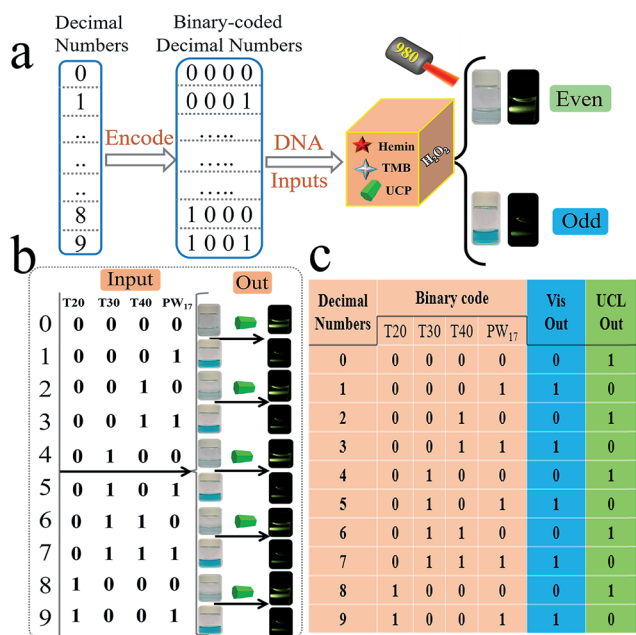 a
Decimal
Numbers
0
1
..
..
..
8
9
Encode
Binary-coded
Decimal Numbers
0 0 0 0
0 0 0 1
.....
.....
.....
1 0 0 0
1 0 0 1
DNA
Inputs
980
Hemin
TMB
UCP
H₂O₂
Even
Odd
b
Input Out
T20 T30 T40 PW₁₇
0 0 0 0 0
1 0 0 0 1
2 0 0 1 0
3 0 0 1 1
4 0 1 0 0
5 0 1 0 1
6 0 1 1 0
7 0 1 1 1
8 1 0 0 0
9 1 0 0 1
c
Decimal Numbers Binary code Vis Out UCL Out
T20 T30 T40 PW₁₇
0 0 0 0 0 0 1
1 0 0 0 1 1 0
2 0 0 1 0 0 1
3 0 0 1 1 1 0
4 0 1 0 0 0 1
5 0 1 0 1 1 0
6 0 1 1 0 0 1
7 0 1 1 1 1 0
8 1 0 0 0 0 1
9 1 0 0 1 1 0